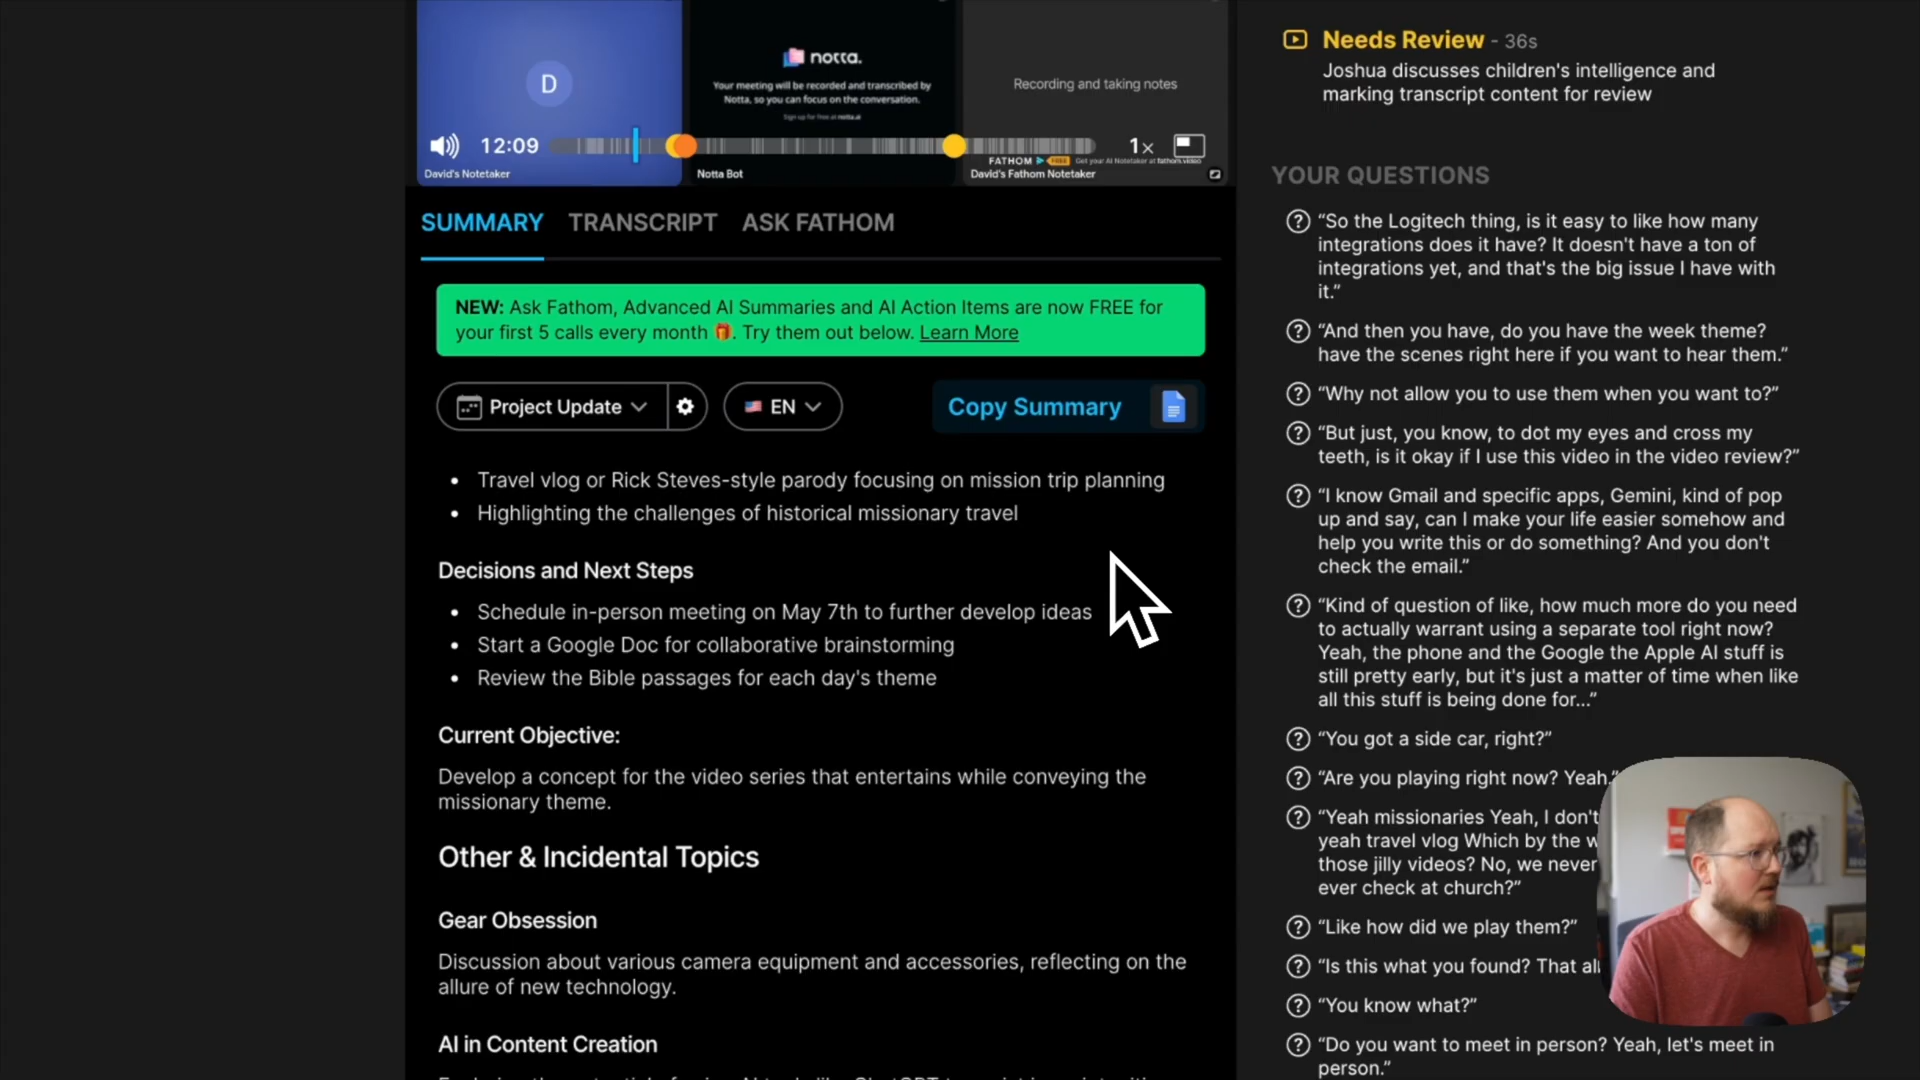 D
notta.
Your meeting will be recorded and transcribed by
Notta, so you can focus on the conversation.
Sign up for free at notta.ai
Recording and taking notes
12:09
1×
FATHOM FREE Get your AI Notetaker at fathom.video
David's Notetaker
Notta Bot
David's Fathom Notetaker
SUMMARY TRANSCRIPT ASK FATHOM
NEW: Ask Fathom, Advanced AI Summaries and AI Action Items are now FREE for
your first 5 calls every month 🎁. Try them out below. Learn More
Project Update
EN
Copy Summary
• Travel vlog or Rick Steves-style parody focusing on mission trip planning
• Highlighting the challenges of historical missionary travel
Decisions and Next Steps
• Schedule in-person meeting on May 7th to further develop ideas
• Start a Google Doc for collaborative brainstorming
• Review the Bible passages for each day's theme
Current Objective:
Develop a concept for the video series that entertains while conveying the
missionary theme.
Other & Incidental Topics
Gear Obsession
Discussion about various camera equipment and accessories, reflecting on the
allure of new technology.
AI in Content Creation
Needs Review - 36s
Joshua discusses children's intelligence and
marking transcript content for review
YOUR QUESTIONS
“So the Logitech thing, is it easy to like how many
integrations does it have? It doesn't have a ton of
integrations yet, and that's the big issue I have with
it.”
“And then you have, do you have the week theme?
have the scenes right here if you want to hear them.”
“Why not allow you to use them when you want to?”
“But just, you know, to dot my eyes and cross my
teeth, is it okay if I use this video in the video review?”
“I know Gmail and specific apps, Gemini, kind of pop
up and say, can I make your life easier somehow and
help you write this or do something? And you don't
check the email.”
“Kind of question of like, how much more do you need
to actually warrant using a separate tool right now?
Yeah, the phone and the Google the Apple AI stuff is
still pretty early, but it's just a matter of time when like
all this stuff is being done for...”
“You got a side car, right?”
“Are you playing right now? Yeah.”
“Yeah missionaries Yeah, I don't
yeah travel vlog Which by the w
those jilly videos? No, we never
ever check at church?”
“Like how did we play them?”
“Is this what you found? That al
“You know what?”
“Do you want to meet in person? Yeah, let's meet in
person.”